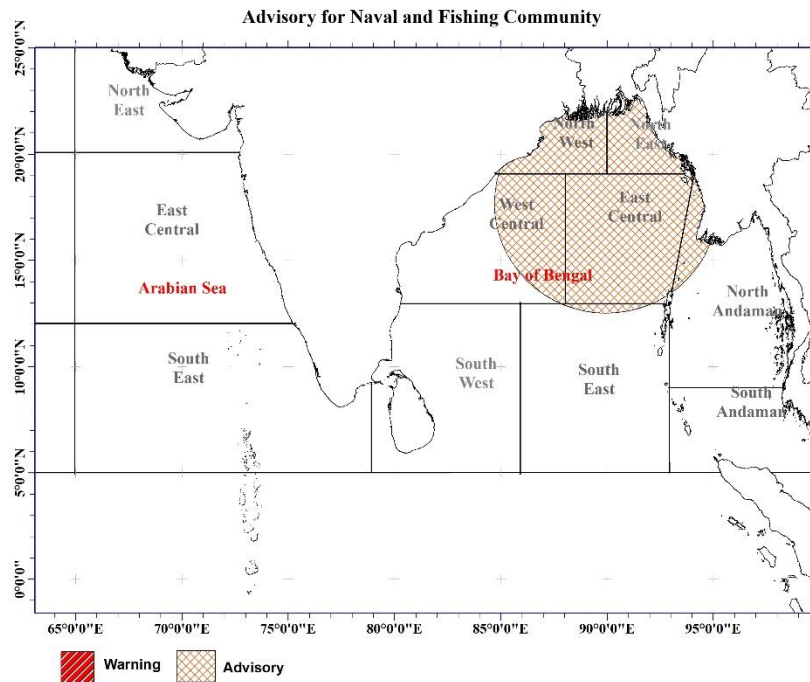 Advisory for Naval and Fishing Community
25°0'0"N
20°0'0"N
15°0'0"N
10°0'0"N
5°0'0"N
0°0'0"
North
East
East
Central
Arabian Sea
South
East
North
West
North
East
West
Central
East
Central
Bay of Bengal
South
West
South
East
North
Andaman
South
Andaman
65°0'0"E 70°0'0"E 75°0'0"E 80°0'0"E 85°0'0"E 90°0'0"E 95°0'0"E
Warning Advisory